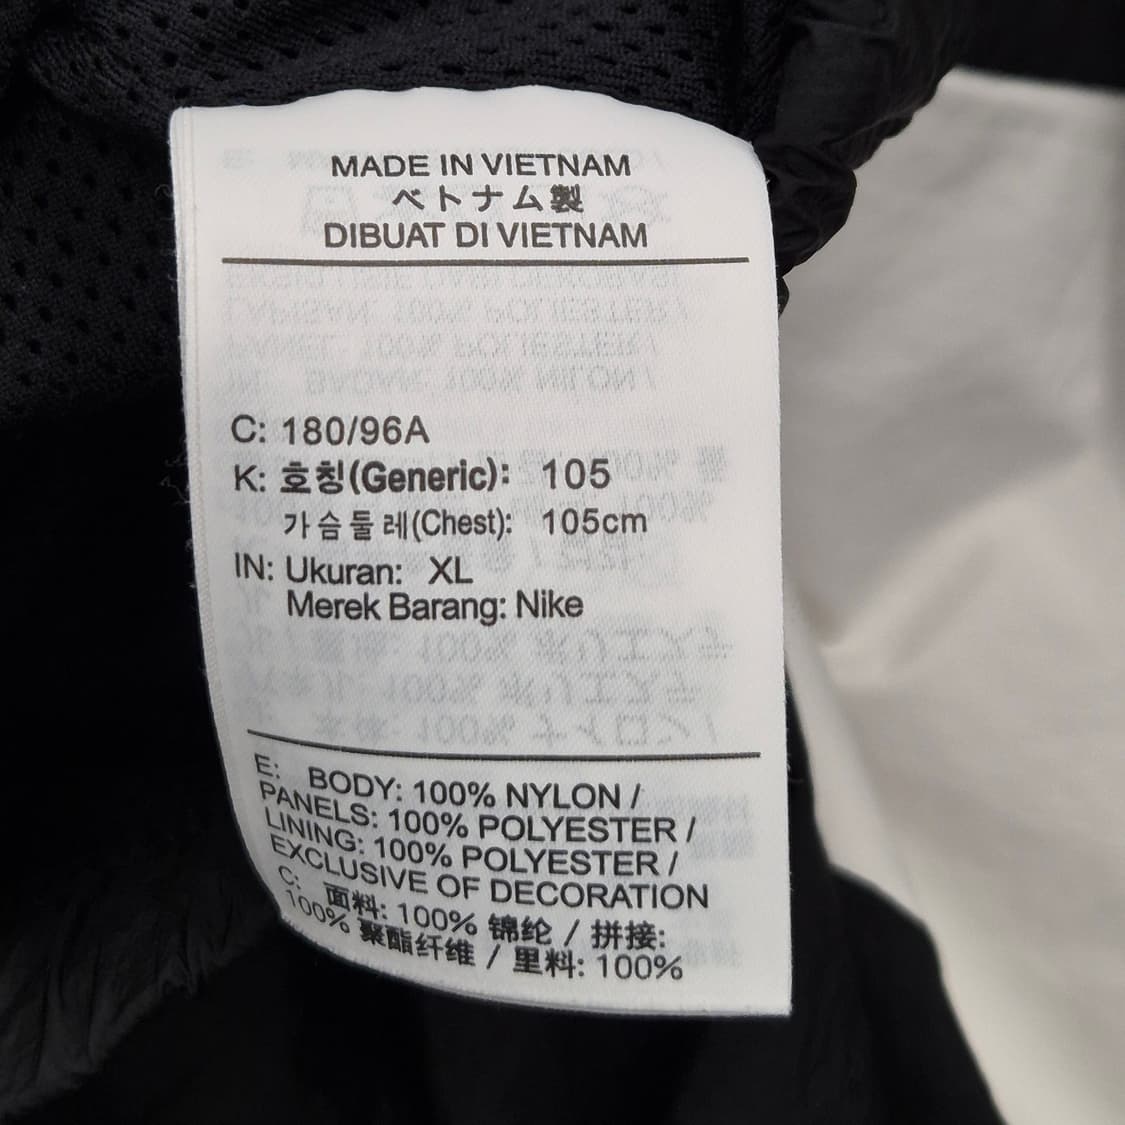 MADE IN VIETNAM
ベトナム製
DIBUAT DI VIETNAM
C: 180/96A
K: 호칭(Generic): 105
가슴둘레(Chest): 105cm
IN: Ukuran: XL
Merek Barang: Nike
E: BODY: 100% NYLON /
PANELS: 100% POLYESTER /
LINING: 100% POLYESTER /
EXCLUSIVE OF DECORATION
C: 面料: 100% 锦纶 / 拼接:
100% 聚酯纤维 / 里料: 100%